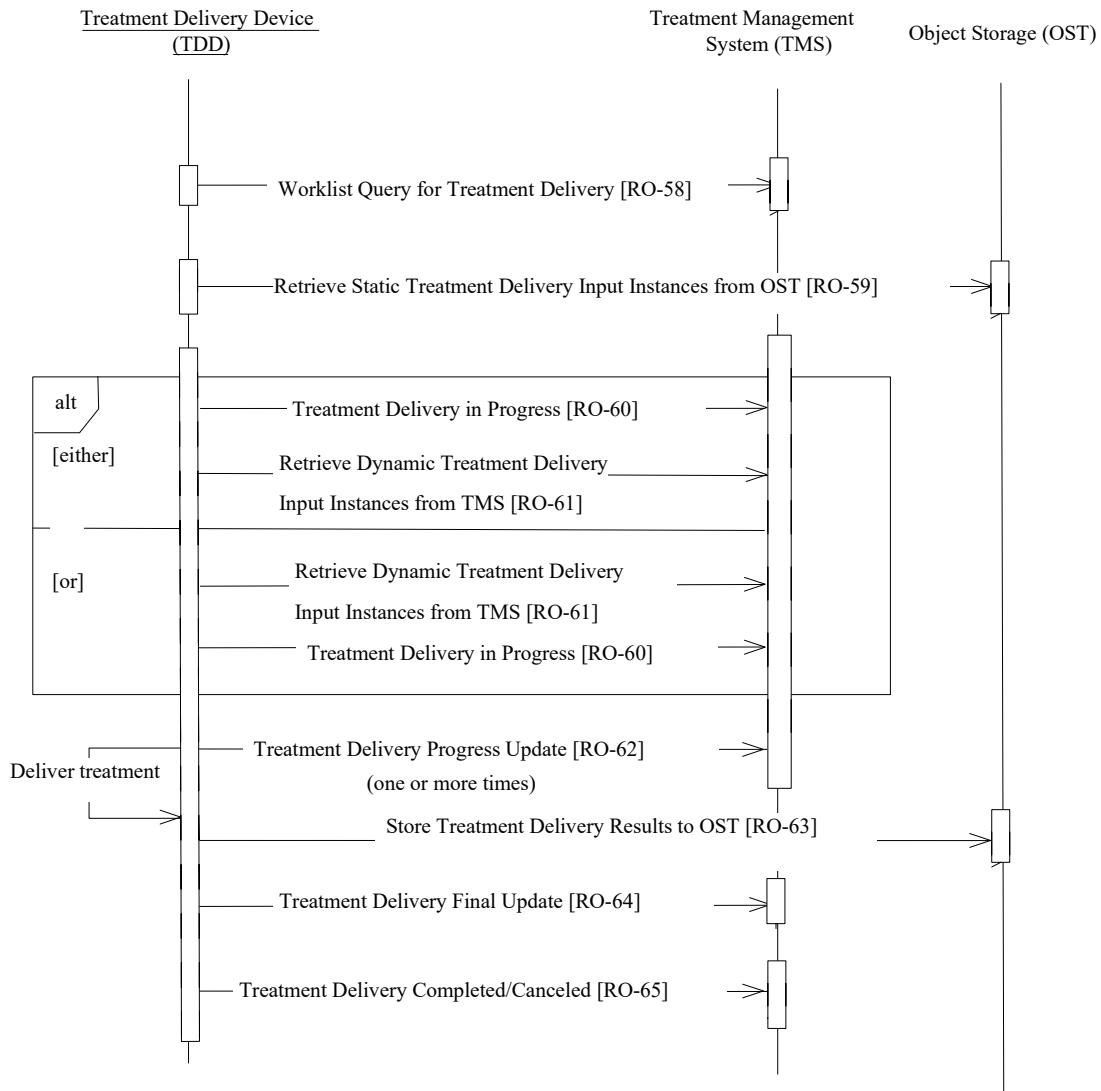 Treatment Delivery Device
(TDD)
Treatment Management
System (TMS)
Object Storage (OST)
Worklist Query for Treatment Delivery [RO-58]
Retrieve Static Treatment Delivery Input Instances from OST [RO-59]
alt
Treatment Delivery in Progress [RO-60]
[either]
Retrieve Dynamic Treatment Delivery
Input Instances from TMS [RO-61]
[or]
Retrieve Dynamic Treatment Delivery
Input Instances from TMS [RO-61]
Treatment Delivery in Progress [RO-60]
Treatment Delivery Progress Update [RO-62]
(one or more times)
Deliver treatment
Store Treatment Delivery Results to OST [RO-63]
Treatment Delivery Final Update [RO-64]
Treatment Delivery Completed/Canceled [RO-65]